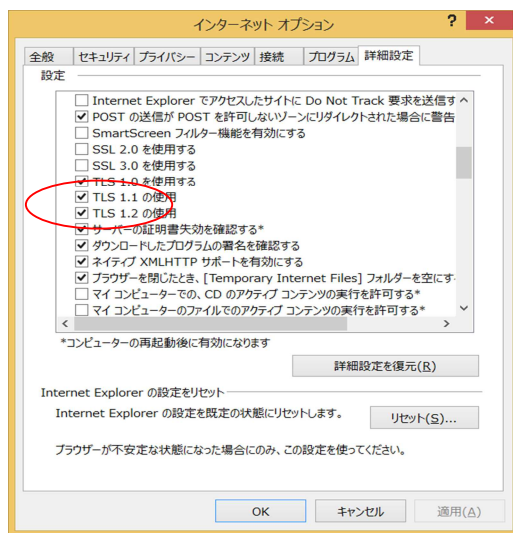 インターネット オプション
? ×
全般 セキュリティ プライバシー コンテンツ 接続 プログラム 詳細設定
設定
Internet Explorer でアクセスしたサイトに Do Not Track 要求を送信す
POST の送信が POST を許可しないゾーンにリダイレクトされた場合に警告
SmartScreen フィルター機能を有効にする
SSL 2.0 を使用する
SSL 3.0 を使用する
TLS 1.0 を使用する
TLS 1.1 の使用
TLS 1.2 の使用
サーバーの証明書失効を確認する*
ダウンロードしたプログラムの署名を確認する
ネイティブ XMLHTTP サポートを有効にする
ブラウザーを閉じたとき、[Temporary Internet Files] フォルダーを空にす
マイ コンピューターでの、CD のアクティブ コンテンツの実行を許可する*
マイ コンピューターのファイルでのアクティブ コンテンツの実行を許可する*
*コンピューターの再起動後に有効になります
詳細設定を復元(R)
Internet Explorer の設定をリセット
Internet Explorer の設定を既定の状態にリセットします。
リセット(S)...
ブラウザーが不安定な状態になった場合にのみ、この設定を使ってください。
OK キャンセル 適用(A)